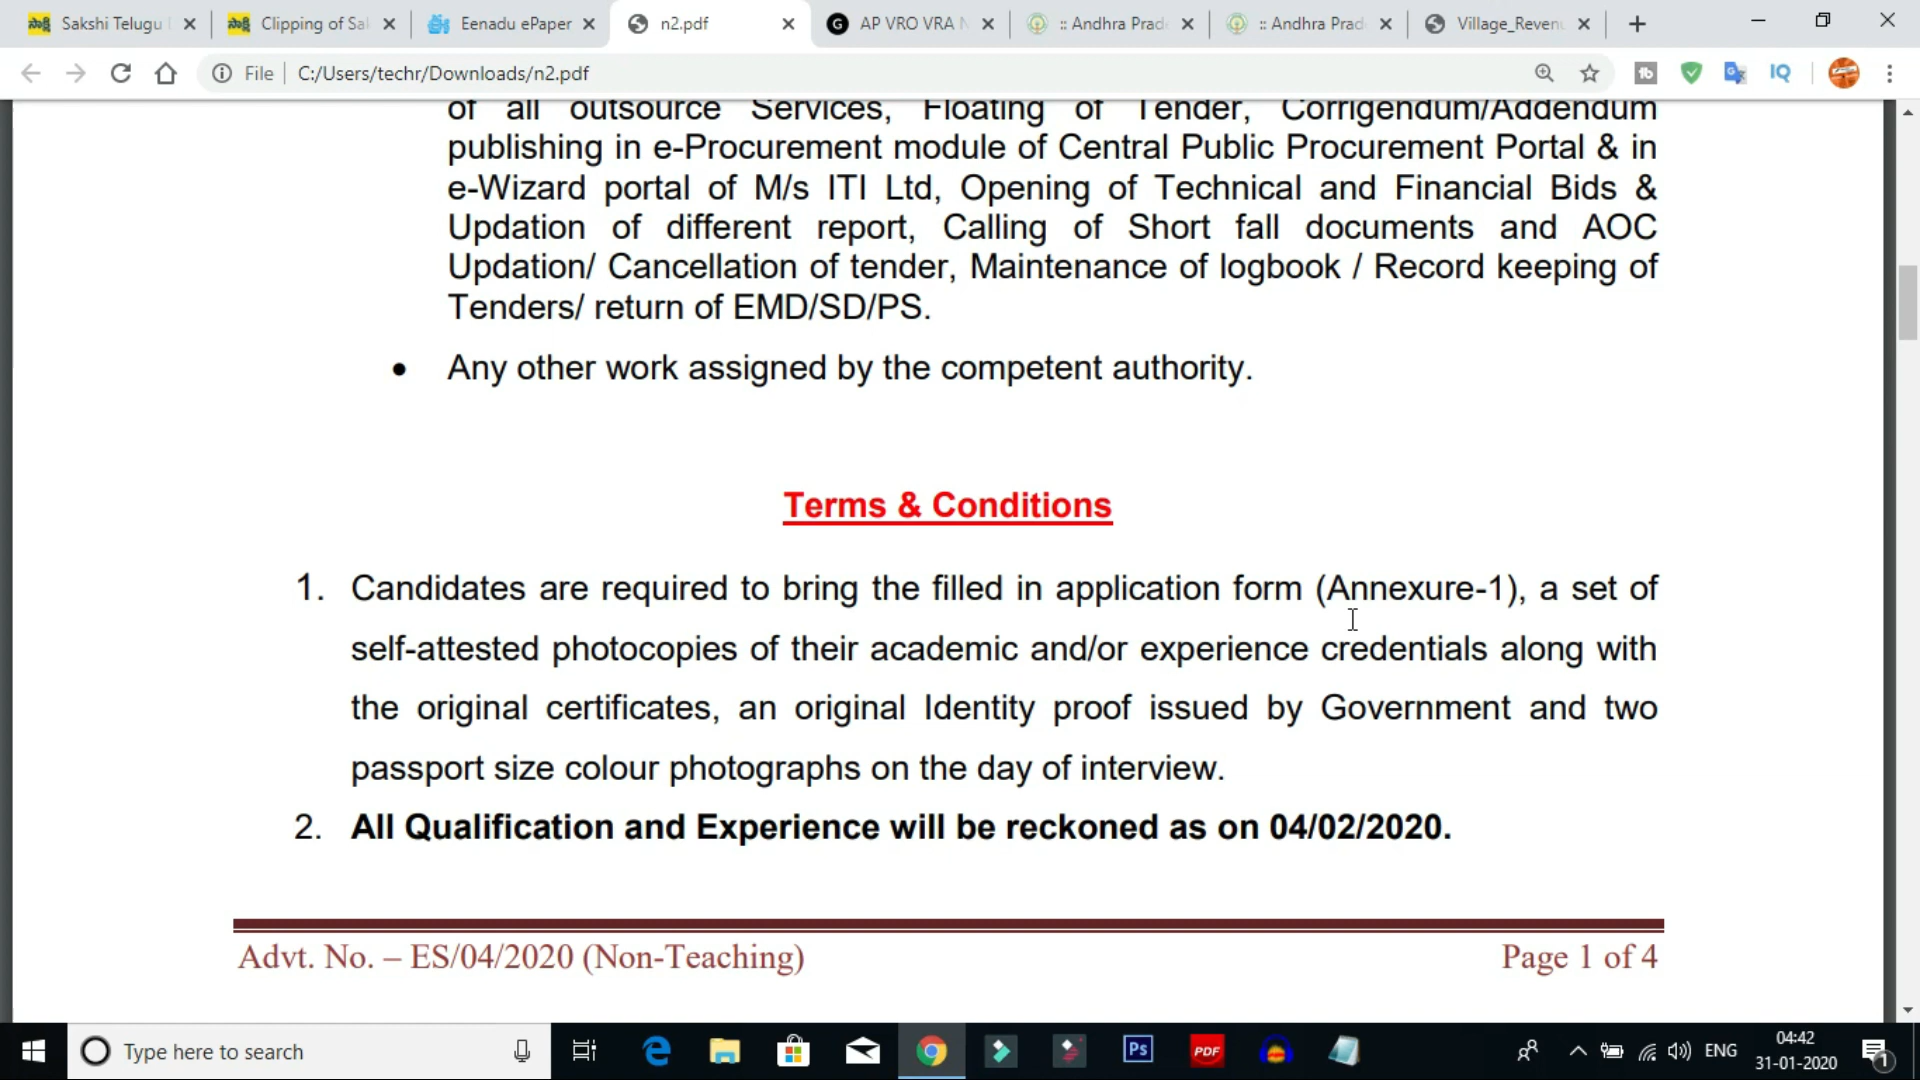 Sakshi Telugu
Clipping of Sa
Eenadu ePaper
n2.pdf
AP VRO VRA N
:: Andhra Prade
:: Andhra Prade
Village_Revenu
File
C:/Users/techr/Downloads/n2.pdf
of all outsource Services, Floating of Tender, Corrigendum/Addendum
publishing in e-Procurement module of Central Public Procurement Portal & in
e-Wizard portal of M/s ITI Ltd, Opening of Technical and Financial Bids &
Updation of different report, Calling of Short fall documents and AOC
Updation/ Cancellation of tender, Maintenance of logbook / Record keeping of
Tenders/ return of EMD/SD/PS.
• Any other work assigned by the competent authority.
Terms & Conditions
1. Candidates are required to bring the filled in application form (Annexure-1), a set of
self-attested photocopies of their academic and/or experience credentials along with
the original certificates, an original Identity proof issued by Government and two
passport size colour photographs on the day of interview.
2. All Qualification and Experience will be reckoned as on 04/02/2020.
Advt. No. – ES/04/2020 (Non-Teaching)
Page 1 of 4
Type here to search
Ps
PDF
ENG
04:42
31-01-2020
1